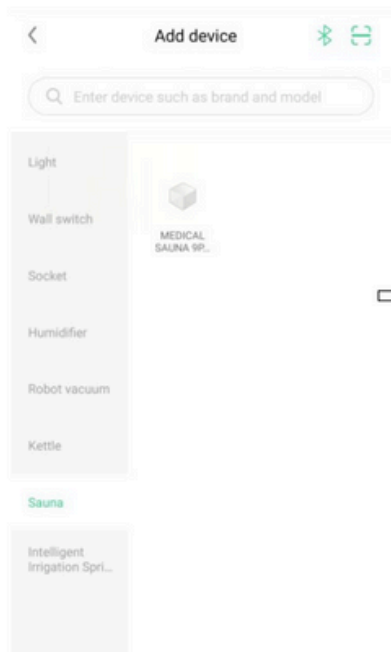 Add device
Enter device such as brand and model
Light
Wall switch
Socket
Humidifier
Robot vacuum
Kettle
Sauna
Intelligent
Irrigation Spri...
MEDICAL
SAUNA 9P...